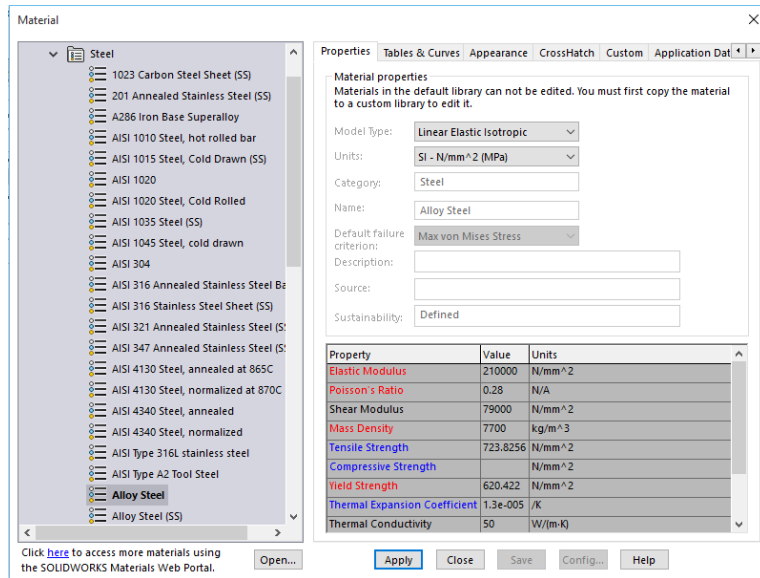 Material
Steel
1023 Carbon Steel Sheet (SS)
201 Annealed Stainless Steel (SS)
A286 Iron Base Superalloy
AISI 1010 Steel, hot rolled bar
AISI 1015 Steel, Cold Drawn (SS)
AISI 1020
AISI 1020 Steel, Cold Rolled
AISI 1035 Steel (SS)
AISI 1045 Steel, cold drawn
AISI 304
AISI 316 Annealed Stainless Steel Ba
AISI 316 Stainless Steel Sheet (SS)
AISI 321 Annealed Stainless Steel (S
AISI 347 Annealed Stainless Steel (S
AISI 4130 Steel, annealed at 865C
AISI 4130 Steel, normalized at 870C
AISI 4340 Steel, annealed
AISI 4340 Steel, normalized
AISI Type 316L stainless steel
AISI Type A2 Tool Steel
Alloy Steel
Alloy Steel (SS)
Click here to access more materials using
the SOLIDWORKS Materials Web Portal.
Open...
Properties Tables & Curves Appearance CrossHatch Custom Application Dat
Material properties
Materials in the default library can not be edited. You must first copy the material
to a custom library to edit it.
Model Type: Linear Elastic Isotropic
Units: SI - N/mm^2 (MPa)
Category: Steel
Name: Alloy Steel
Default failure
criterion: Max von Mises Stress
Description:
Source:
Sustainability: Defined
Property Value Units
Elastic Modulus 210000 N/mm^2
Poisson's Ratio 0.28 N/A
Shear Modulus 79000 N/mm^2
Mass Density 7700 kg/m^3
Tensile Strength 723.8256 N/mm^2
Compressive Strength N/mm^2
Yield Strength 620.422 N/mm^2
Thermal Expansion Coefficient 1.3e-005 /K
Thermal Conductivity 50 W/(m·K)
Apply Close Save Config... Help